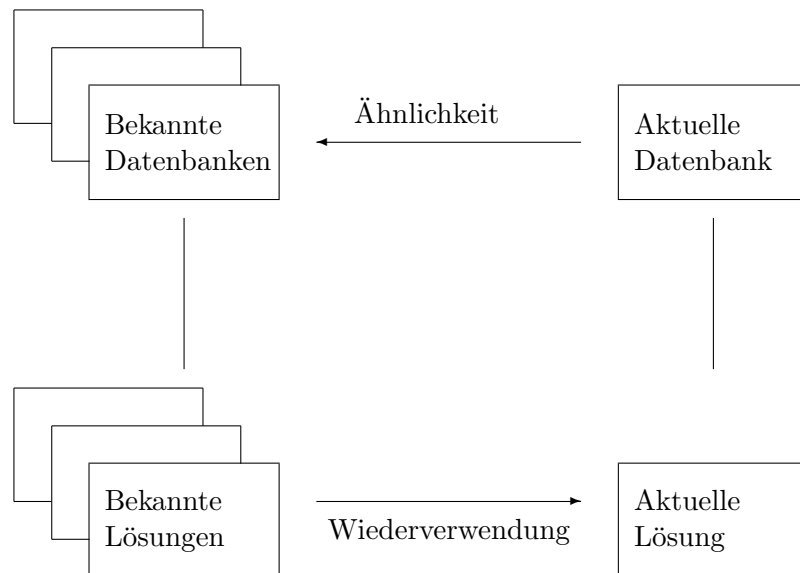 Bekannte
Datenbanken
Ähnlichkeit
Aktuelle
Datenbank
Bekannte
Lösungen
Wiederverwendung
Aktuelle
Lösung